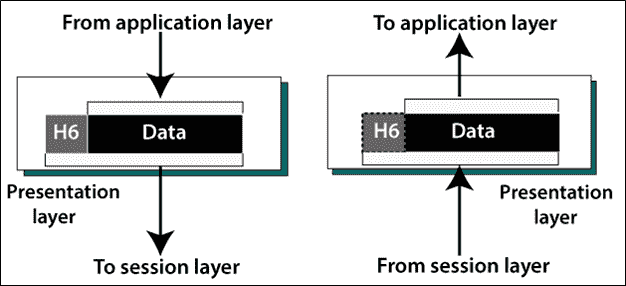 From application layer
H6 Data
Presentation
layer
To session layer
To application layer
H6 Data
Presentation
layer
From session layer